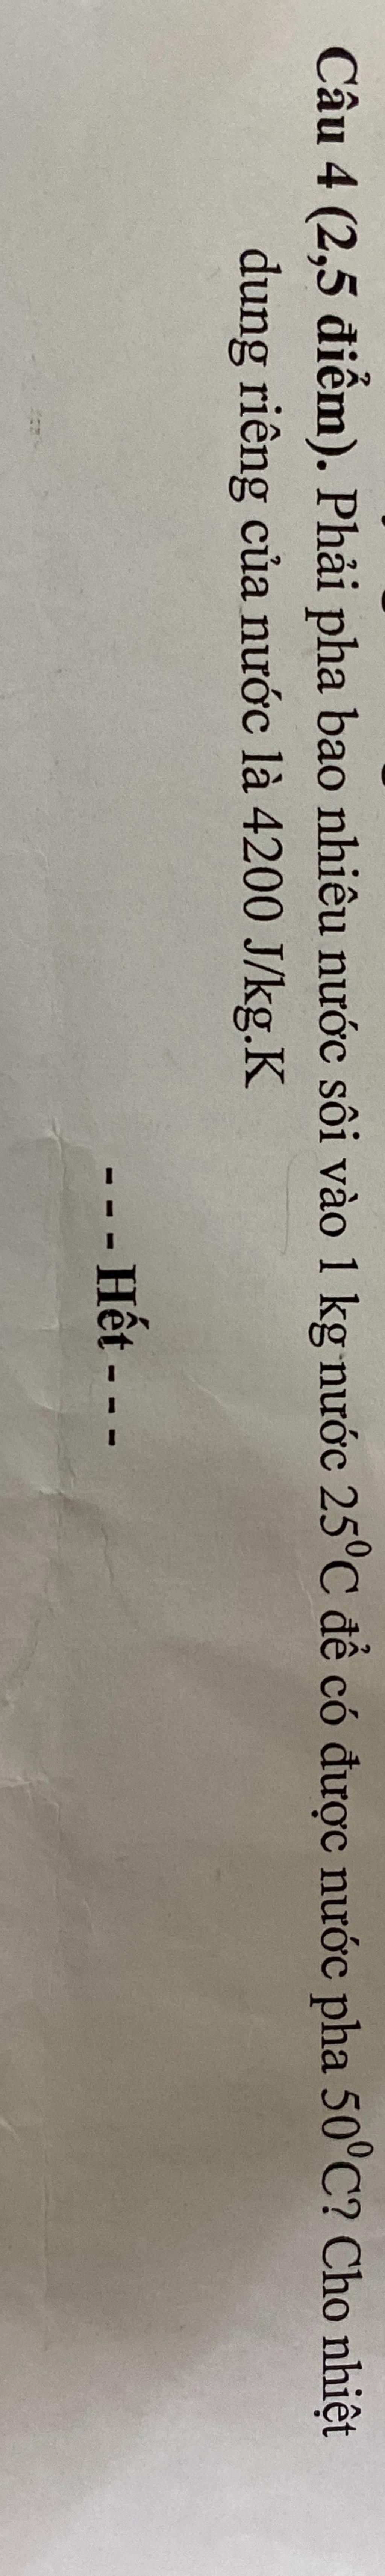 Câu 4 (2,5 điểm). Phải pha bao nhiêu nước sôi vào 1 kg nước 25⁰C để có được nước pha 50⁰C? Cho nhiệt
dung riêng của nước là 4200 J/kg.K
- - - Hết - - -